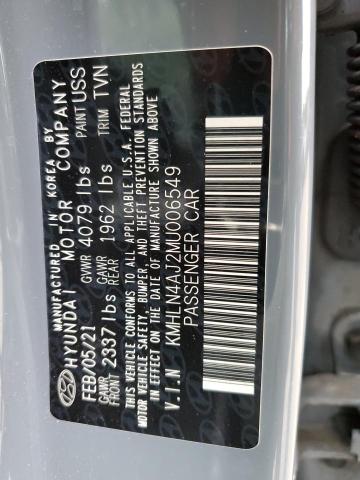 MANUFACTURED IN KOREA BY
HYUNDAI MOTOR COMPANY
FEB/05/21 GVWR 4079 lbs PAINT USS
GAWR FRONT 2337 lbs GAWR REAR 1962 lbs TRIM TVN
THIS VEHICLE CONFORMS TO ALL APPLICABLE U.S.A. FEDERAL
MOTOR VEHICLE SAFETY, BUMPER, AND THEFT PREVENTION STANDARDS
IN EFFECT ON THE DATE OF MANUFACTURE SHOWN ABOVE
V.I.N KMHLN4AJ2MU006549
PASSENGER CAR